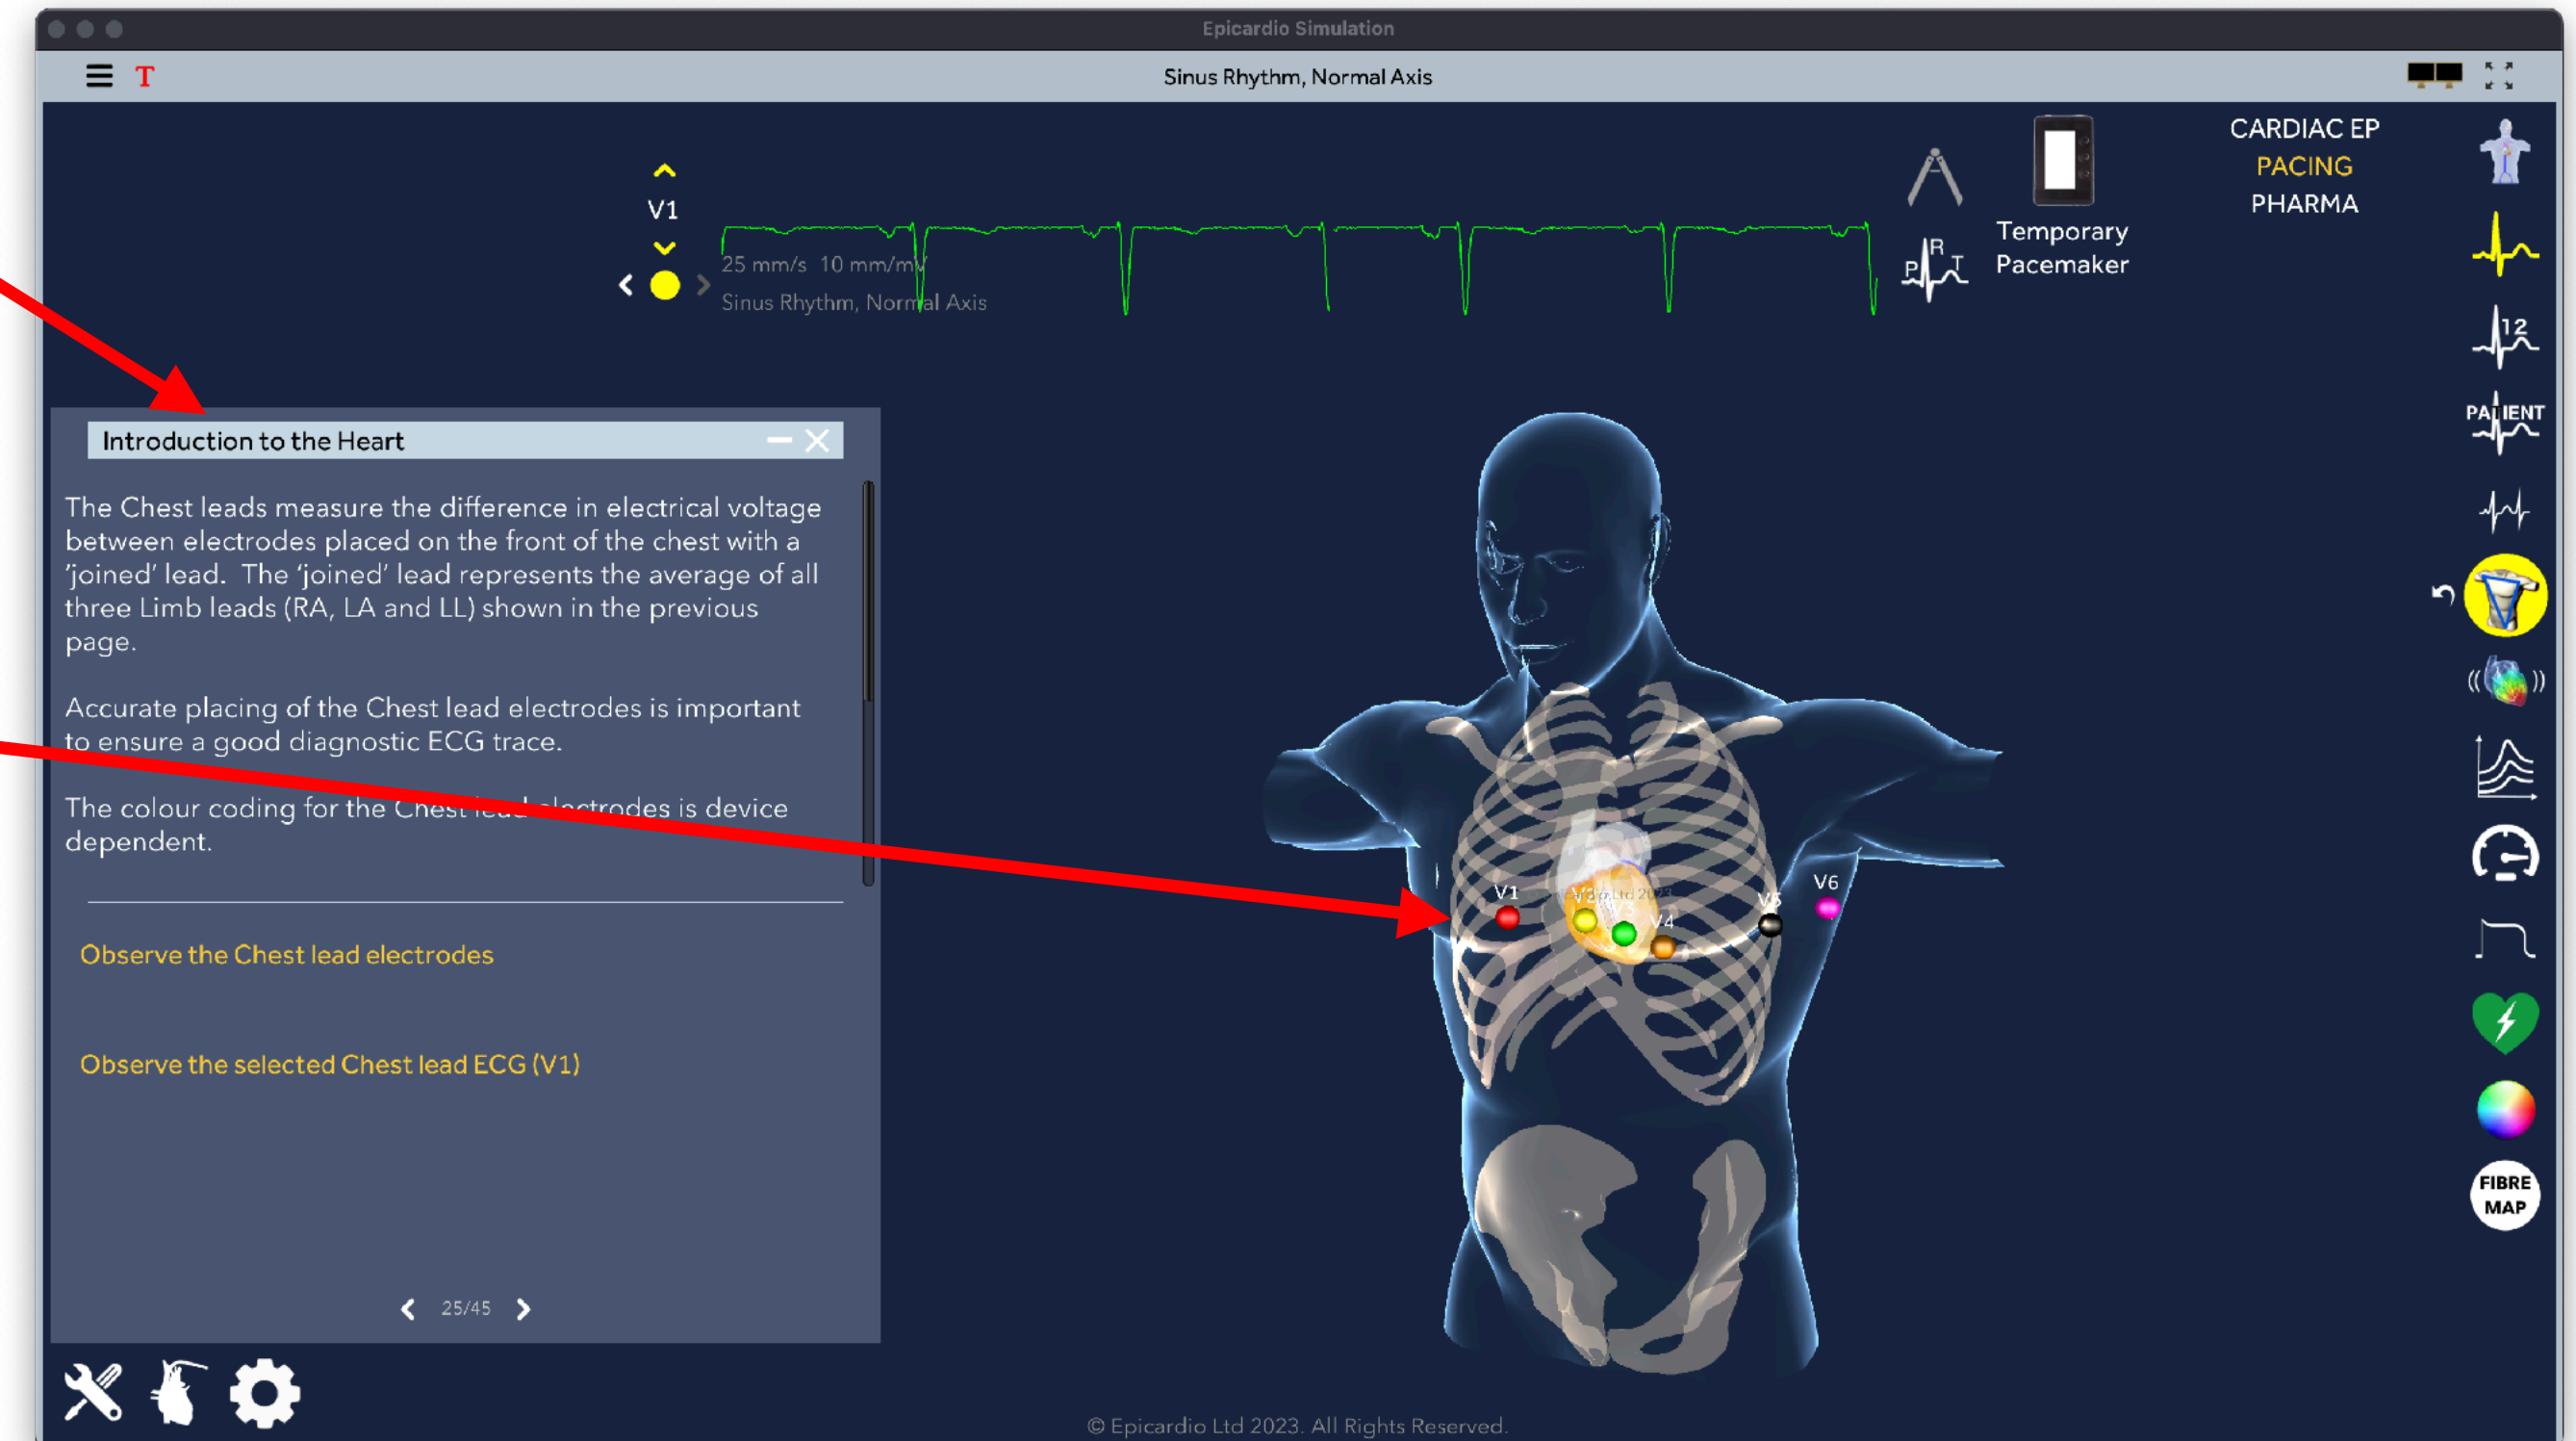 Epicardio Simulation
T
Sinus Rhythm, Normal Axis
CARDIAC EP
PACING
PHARMA
V1
25 mm/s 10 mm/mV
Sinus Rhythm, Normal Axis
P R T
Temporary
Pacemaker
12
PATIENT
Introduction to the Heart
The Chest leads measure the difference in electrical voltage
between electrodes placed on the front of the chest with a
'joined' lead. The 'joined' lead represents the average of all
three Limb leads (RA, LA and LL) shown in the previous
page.
Accurate placing of the Chest lead electrodes is important
to ensure a good diagnostic ECG trace.
The colour coding for the Chest lead electrodes is device
dependent.
Observe the Chest lead electrodes
Observe the selected Chest lead ECG (V1)
25/45
V1
V2
V3
V4
V5
V6
FIBRE
MAP
© Epicardio Ltd 2023. All Rights Reserved.